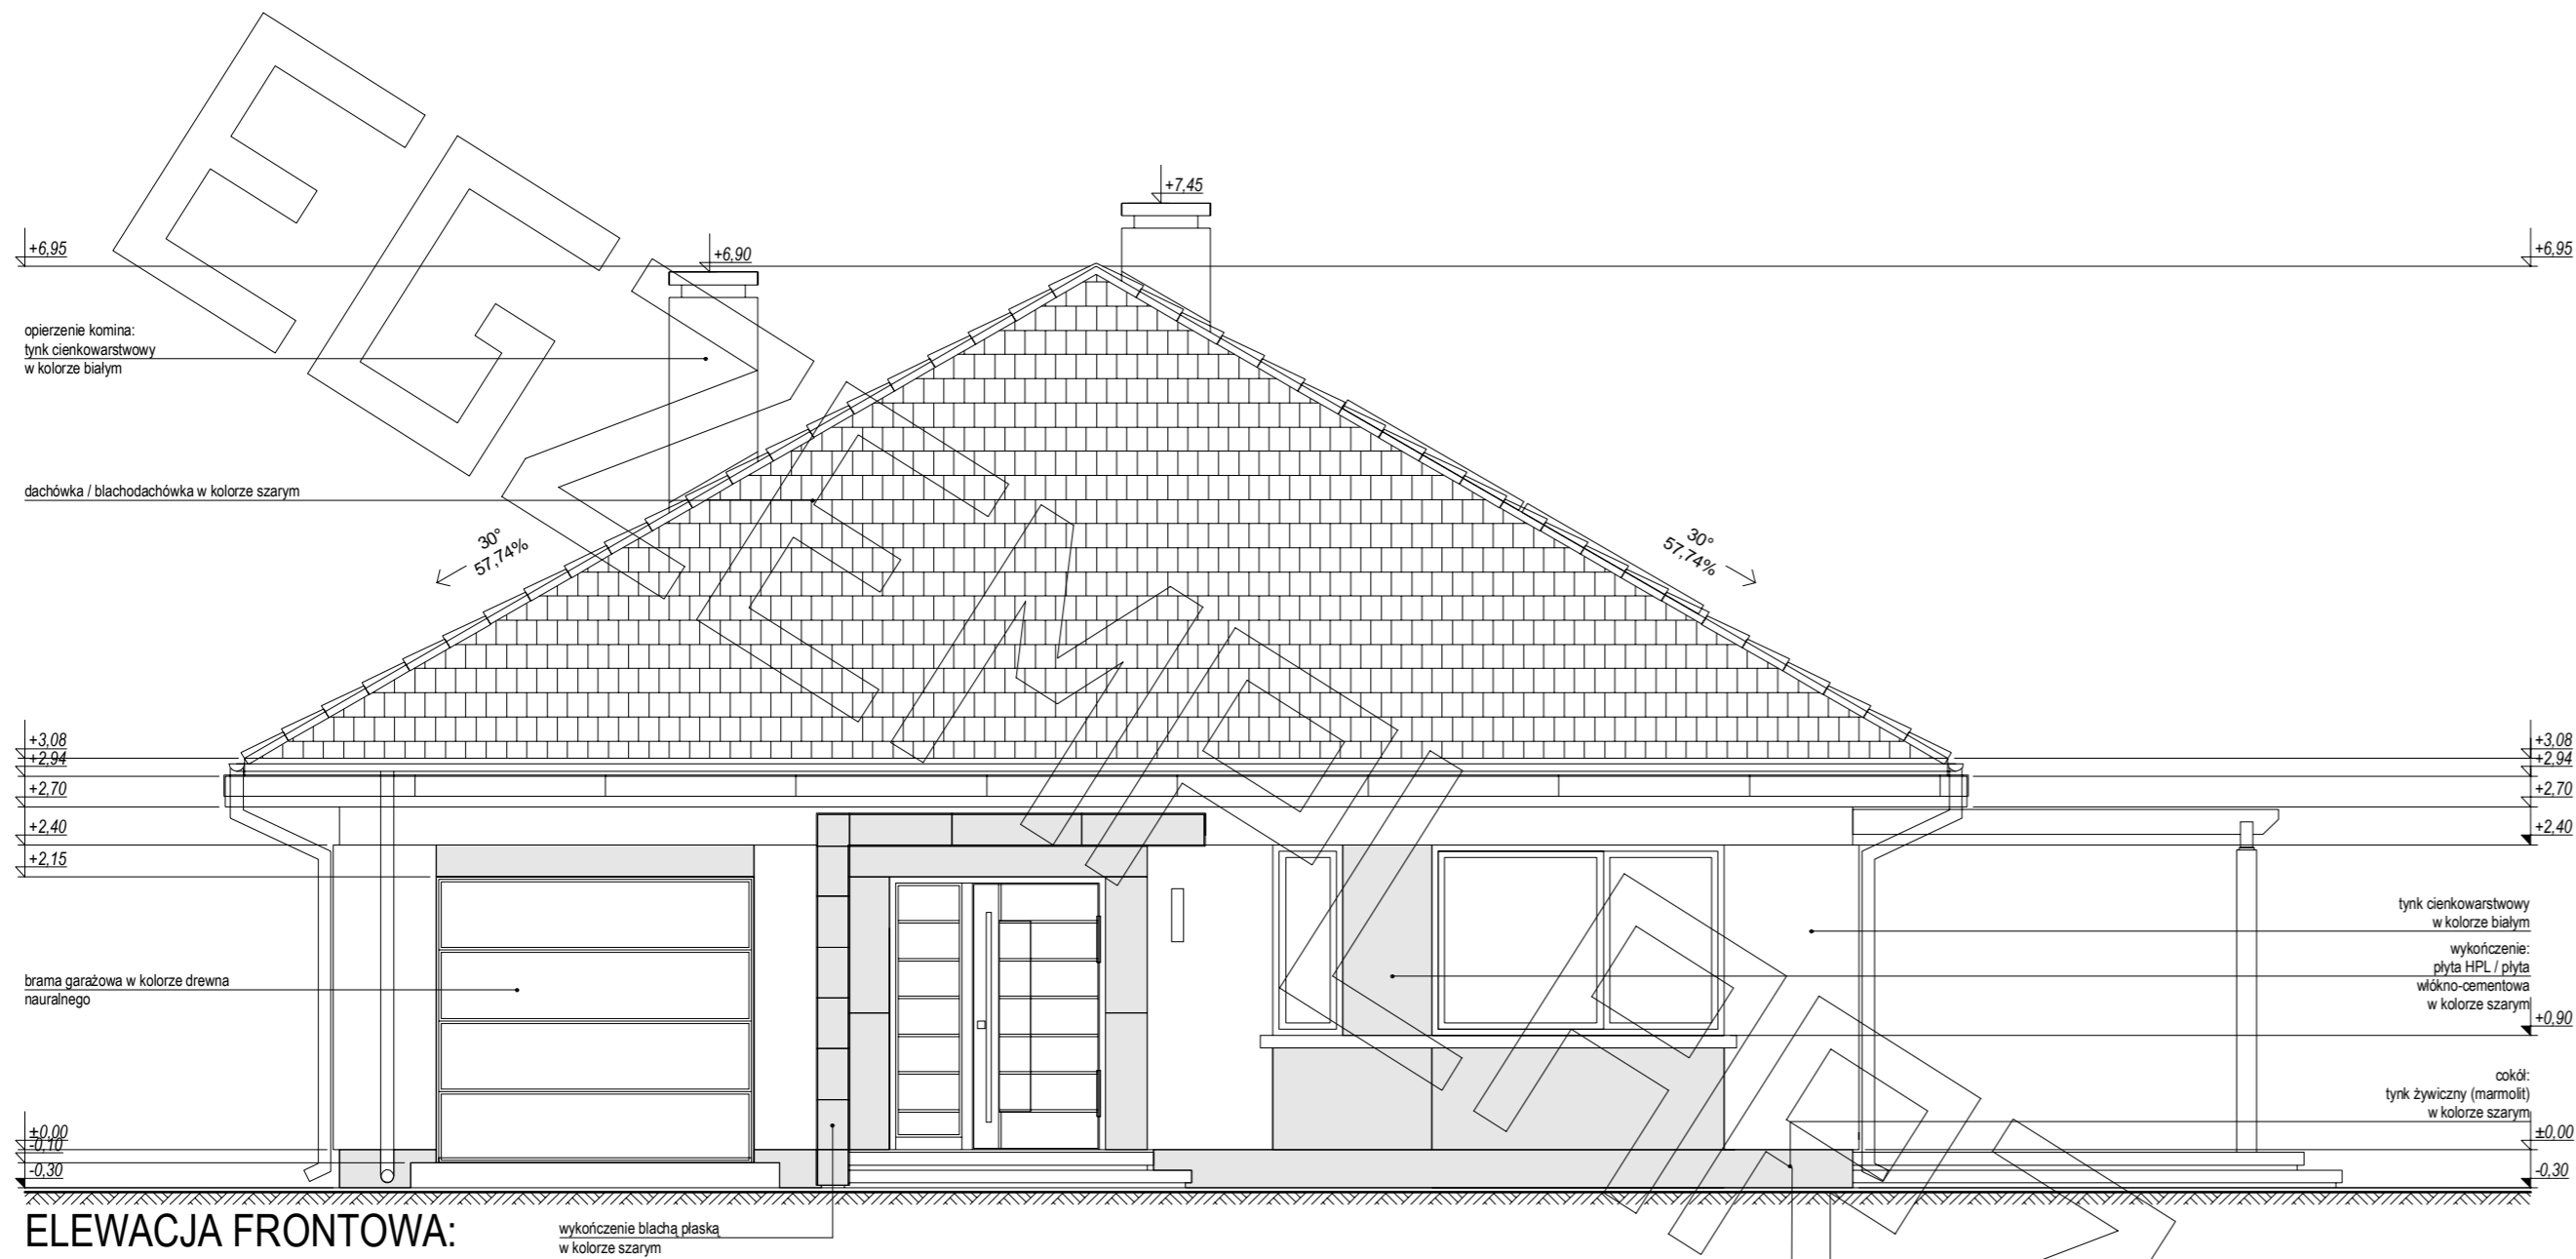 +7,45
+6,95
+6,90
+6,95
opierzenie komina:
tynk cienkowarstwowy
w kolorze białym
dachówka / blachodachówka w kolorze szarym
30°
57,74%
30°
57,74%
+3,08
+2,94
+2,70
+2,40
+2,15
+3,08
+2,94
+2,70
+2,40
tynk cienkowarstwowy
w kolorze białym
wykończenie:
płyta HPL / płyta
włókno-cementowa
w kolorze szarym
+0,90
brama garażowa w kolorze drewna
nauralnego
cokół:
tynk żywiczny (marmolit)
w kolorze szarym
±0,00
-0,10
-0,30
±0,00
-0,30
ELEWACJA FRONTOWA:
wykończenie blachą płaską
w kolorze szarym